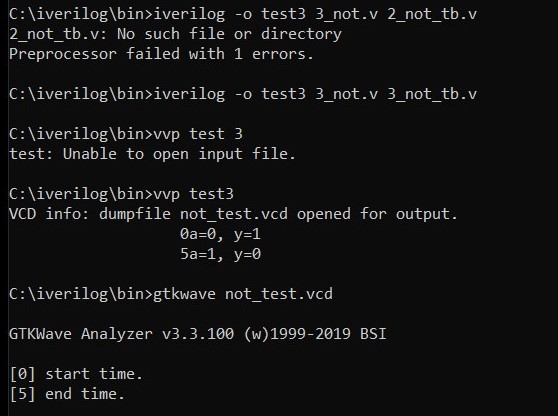 C:\iverilog\bin>iverilog -o test3 3_not.v 2_not_tb.v
2_not_tb.v: No such file or directory
Preprocessor failed with 1 errors.
C:\iverilog\bin>iverilog -o test3 3_not.v 3_not_tb.v
C:\iverilog\bin>vvp test 3
test: Unable to open input file.
C:\iverilog\bin>vvp test3
VCD info: dumpfile not_test.vcd opened for output.
0a=0, y=1
5a=1, y=0
C:\iverilog\bin>gtkwave not_test.vcd
GTKWave Analyzer v3.3.100 (w)1999-2019 BSI
[0] start time.
[5] end time.